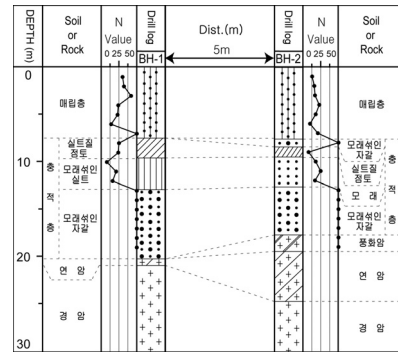 DEPTH (m)
Soil
or
Rock
N
Value
0 25 50
Drill log
BH-1
Dist.(m)
5m
Drill log
BH-2
N
Value
0 25 50
Soil
or
Rock
0
10
20
30
매립층
실트질
점토
모래섞인
실트
모래섞인
자갈
충
적
층
연 암
경 암
매립층
모래섞인
자갈
실트질
점토
모 래
모래섞인
자갈
풍화암
연 암
경 암
충
적
층